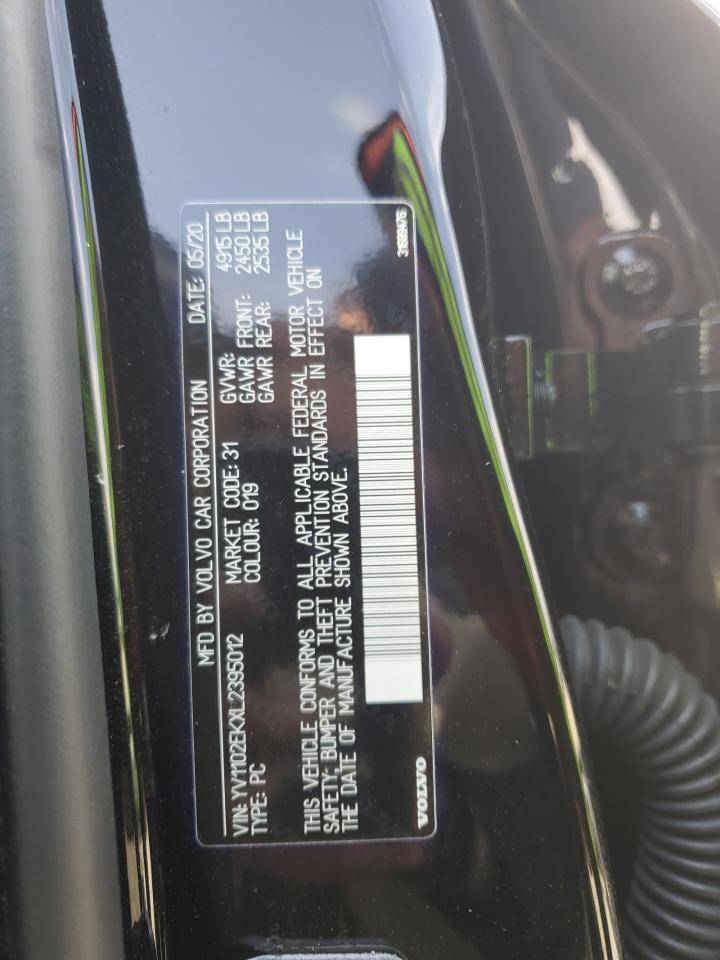 MFD BY VOLVO CAR CORPORATION DATE: 05/20
VIN: YV1102EKXL2395012 MARKET CODE: 31 GVWR: 4915 LB
TYPE: PC COLOUR: 019 GAWR FRONT: 2450 LB
GAWR REAR: 2535 LB
THIS VEHICLE CONFORMS TO ALL APPLICABLE FEDERAL MOTOR VEHICLE
SAFETY, BUMPER AND THEFT PREVENTION STANDARDS IN EFFECT ON
THE DATE OF MANUFACTURE SHOWN ABOVE.
VOLVO 31689476